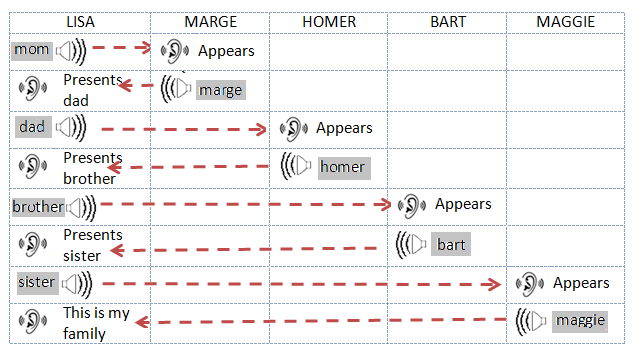 LISA MARGE HOMER BART MAGGIE
mom Appears
Presents
dad marge
dad Appears
Presents
brother homer
brother Appears
Presents
sister bart
sister Appears
This is my
family maggie